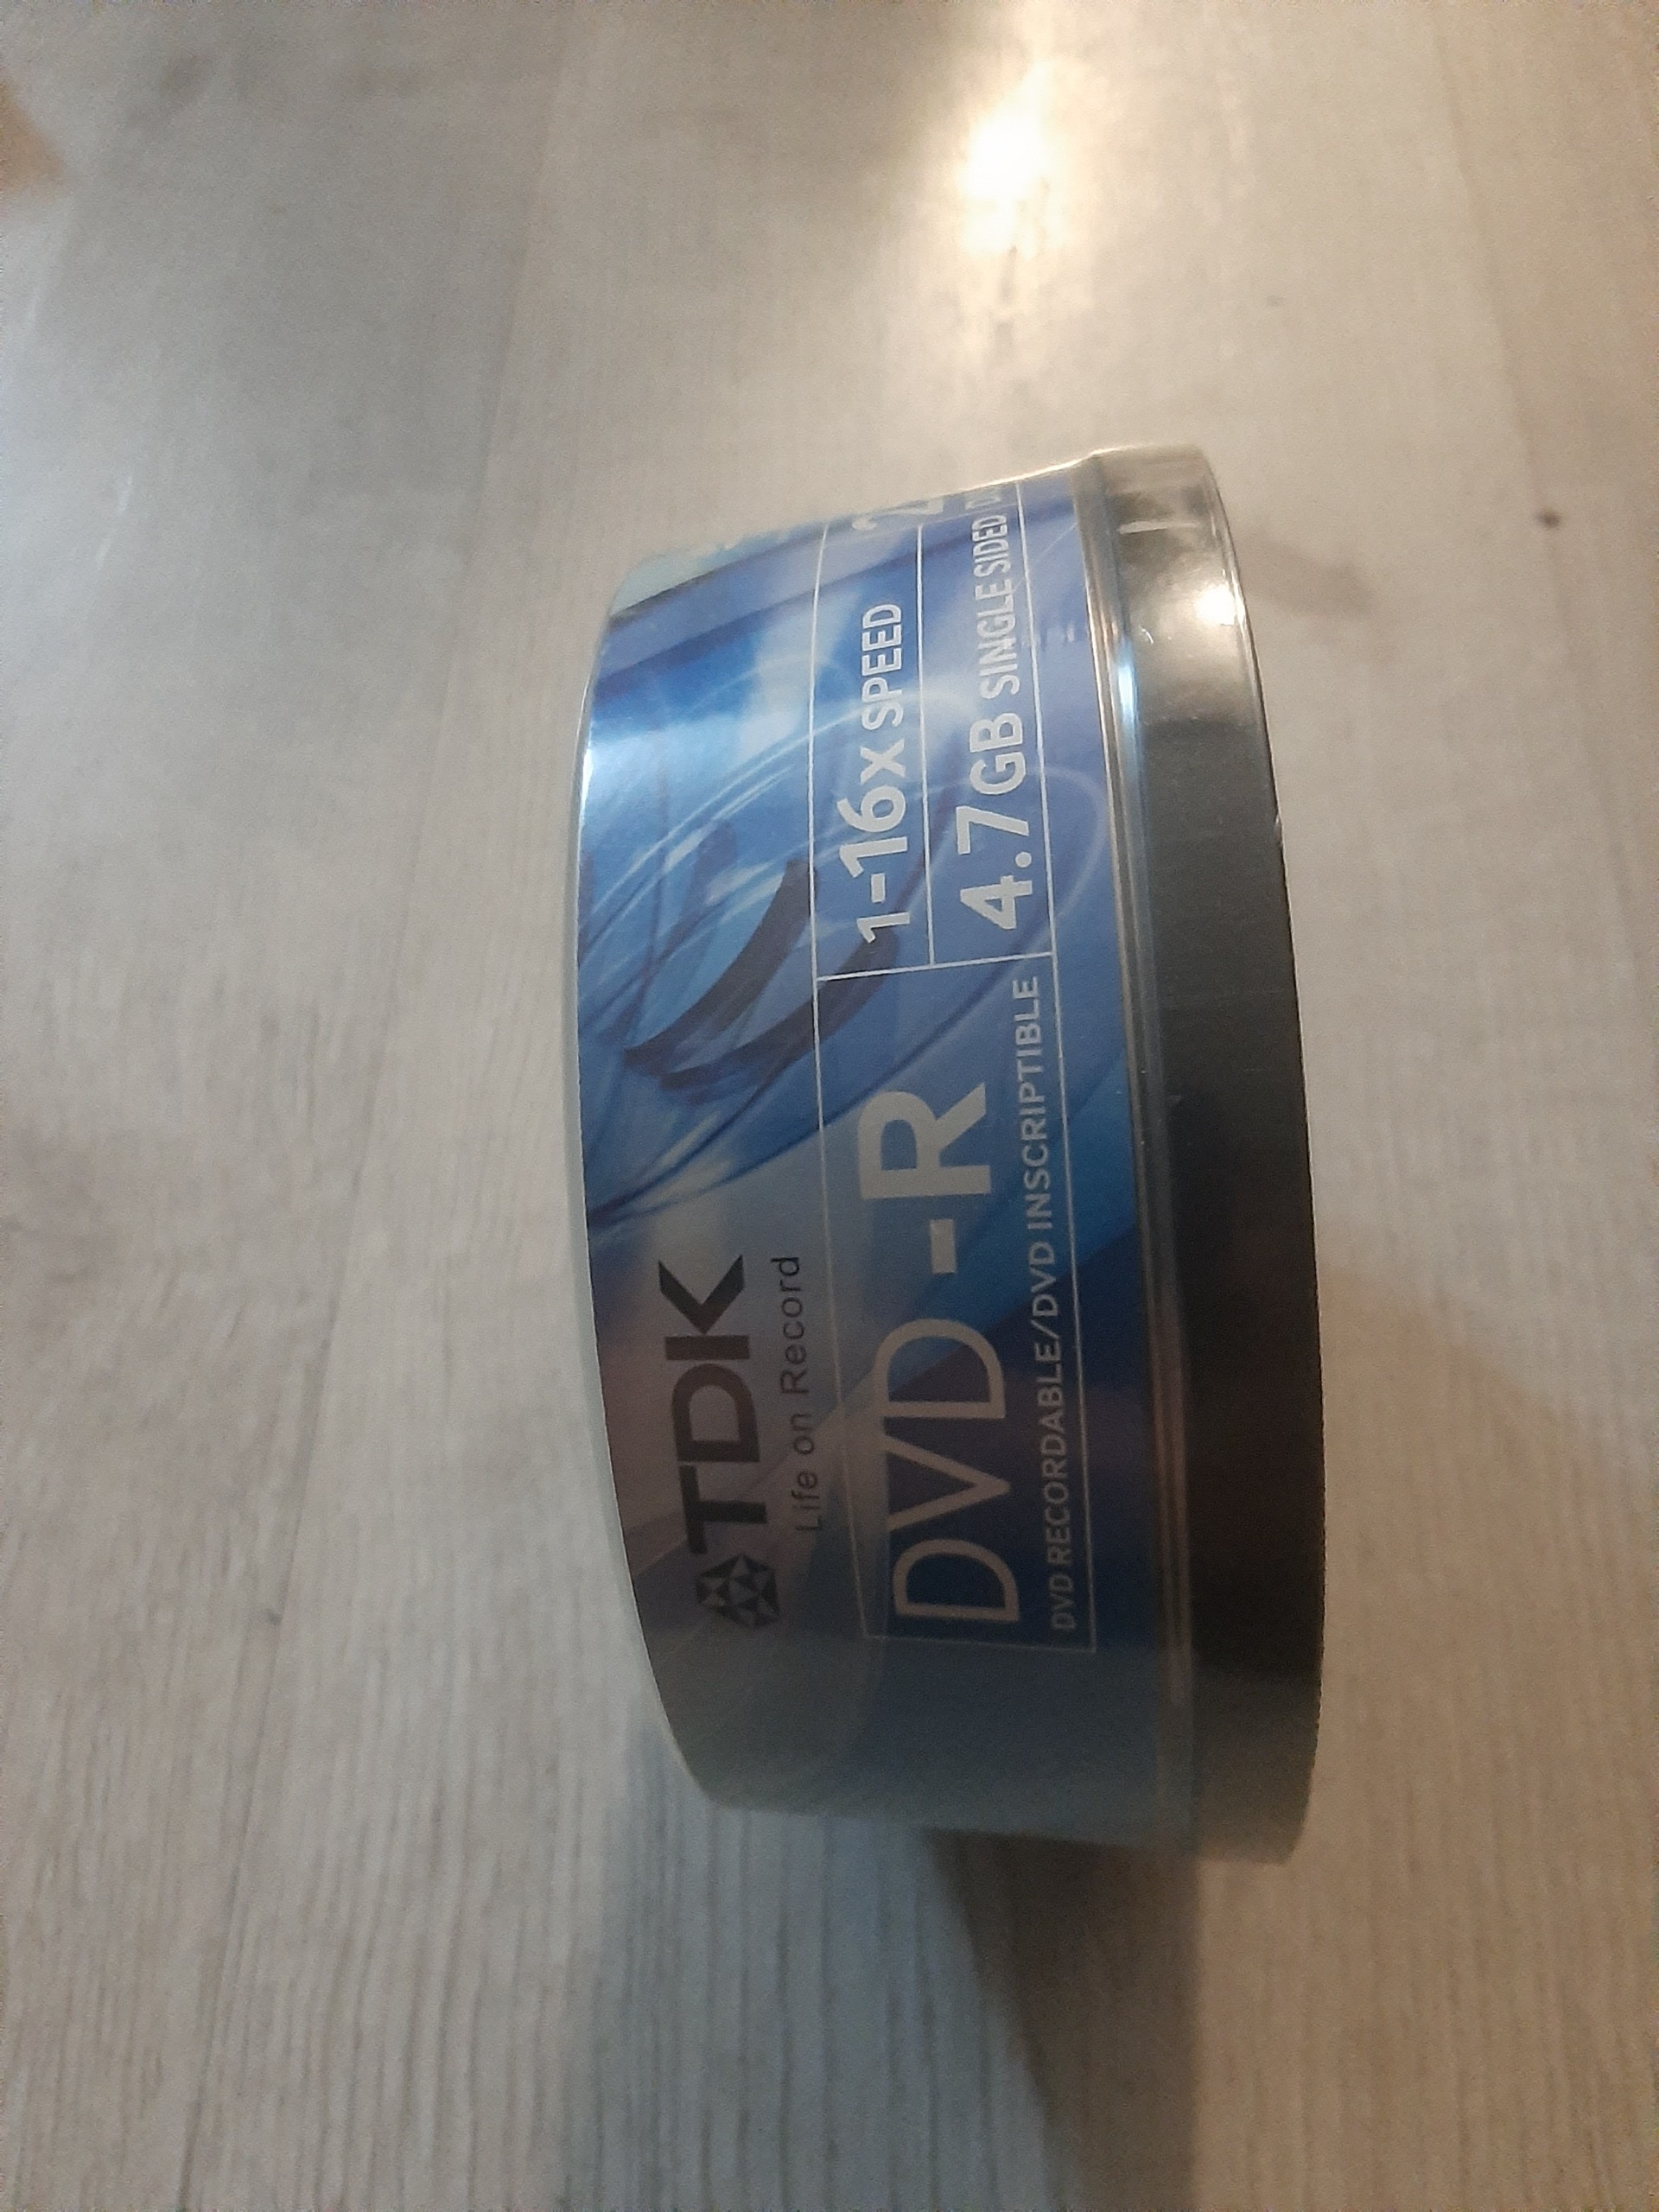 TDK
Life on Record
DVD-R
DVD RECORDABLE/DVD INSCRIPTIBLE
1-16x SPEED
4.7GB SINGLE SIDED